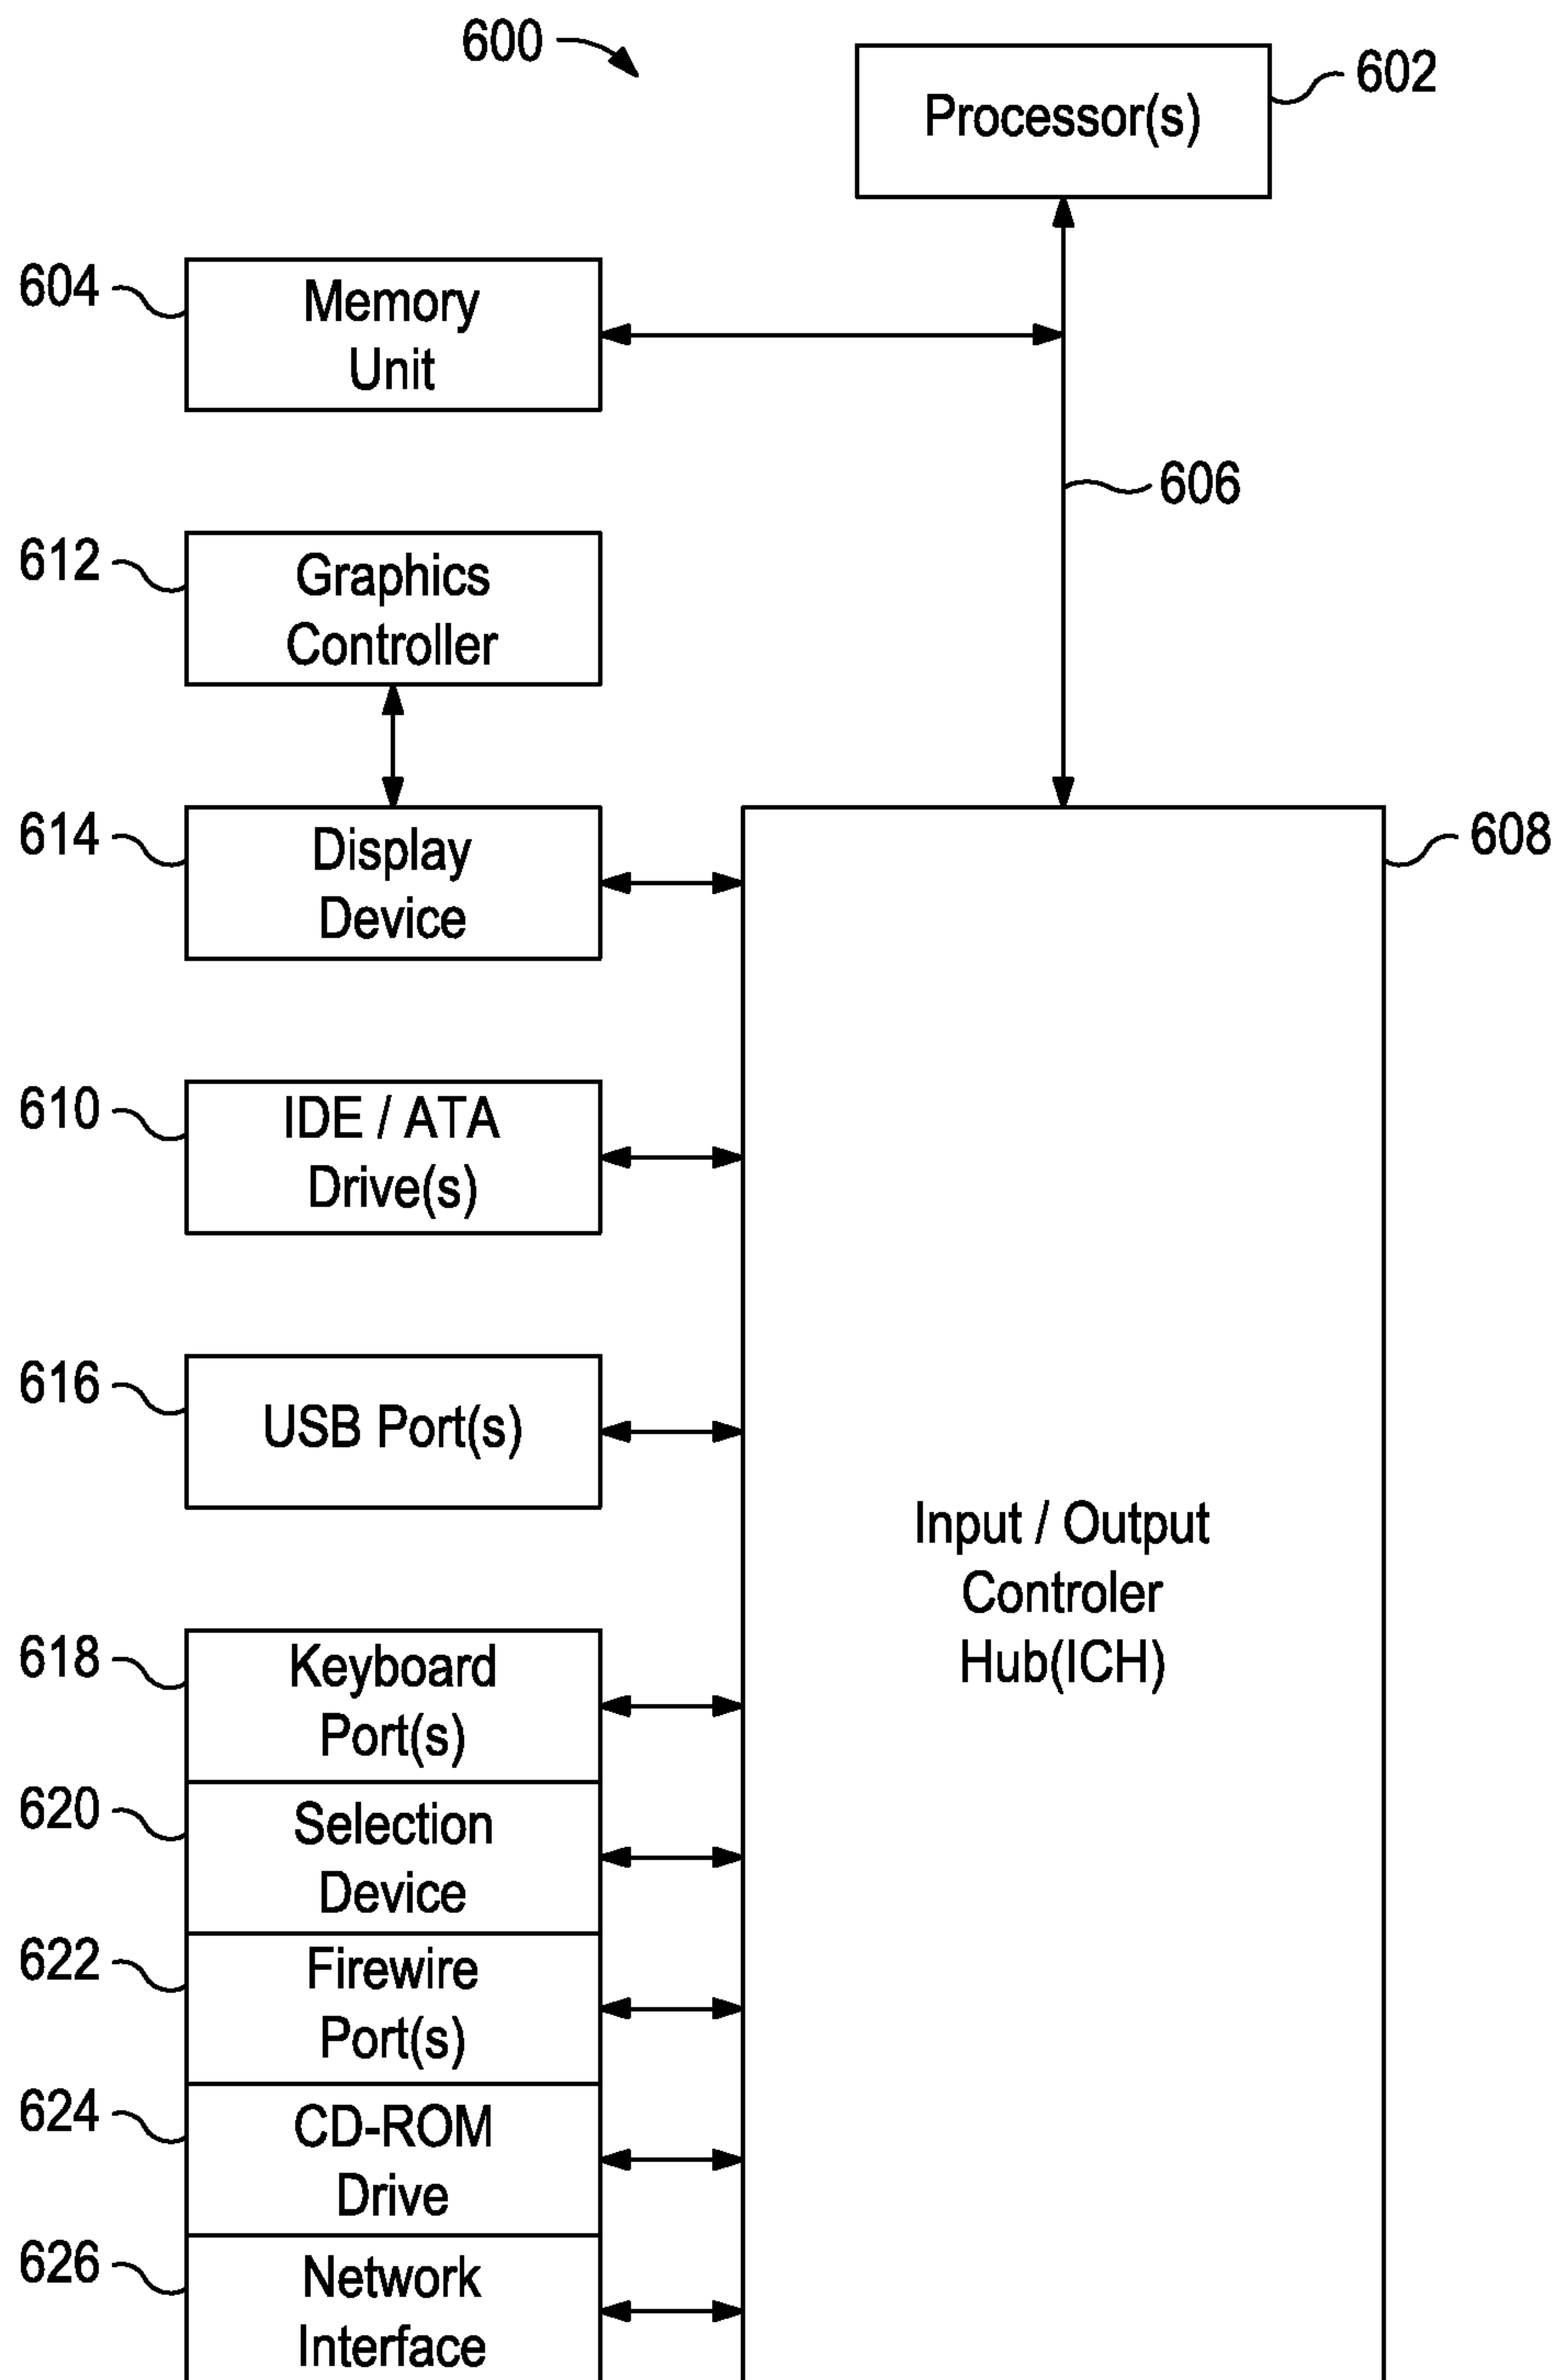 600
Processor(s)
602
604
Memory
Unit
606
612
Graphics
Controller
614
Display
Device
608
610
IDE / ATA
Drive(s)
616
USB Port(s)
Input / Output
Controler
Hub(ICH)
618
Keyboard
Port(s)
620
Selection
Device
622
Firewire
Port(s)
624
CD-ROM
Drive
626
Network
Interface